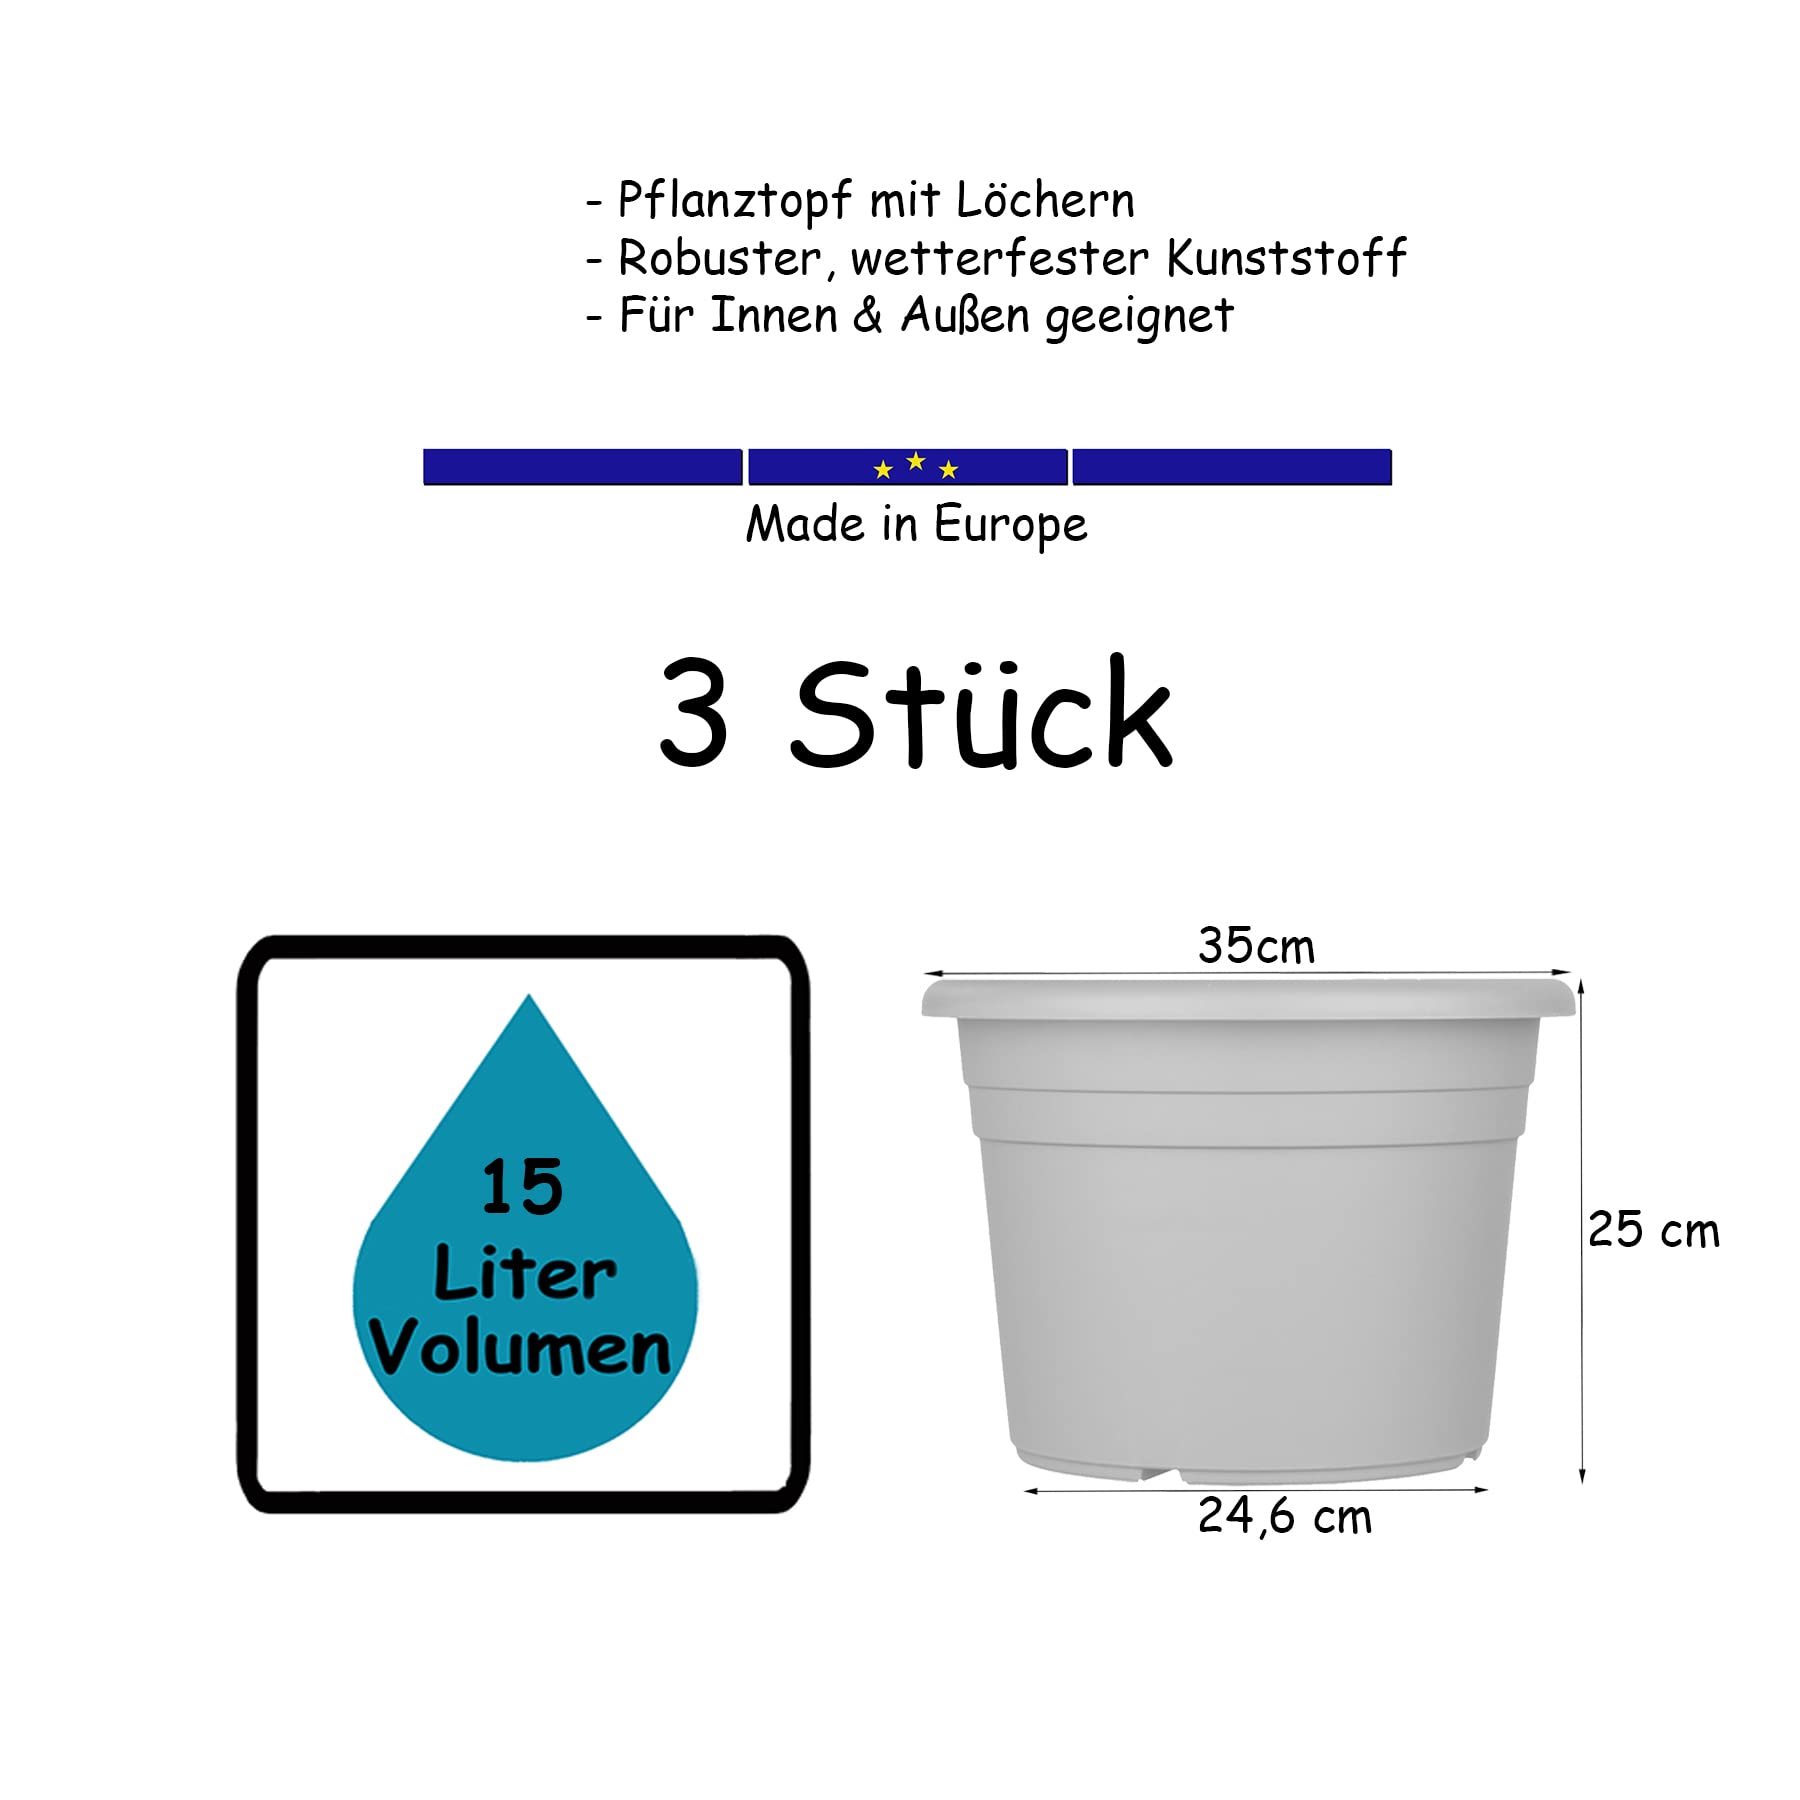 - Pflanztopf mit Löchern
- Robuster, wetterfester Kunststoff
- Für Innen & Außen geeignet
Made in Europe
3 Stück
15
Liter
Volumen
35cm
25 cm
24,6 cm